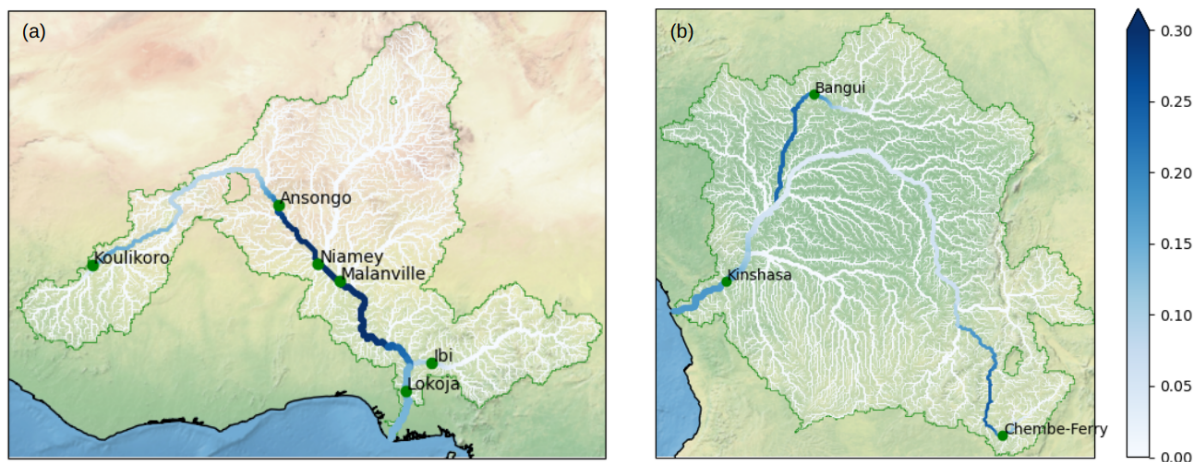 (a)
Ansongo
Koulikoro
Niamey
Malanville
Ibi
Lokoja
(b)
Bangui
Kinshasa
Chembe-Ferry
0.30
0.25
0.20
0.15
0.10
0.05
0.00